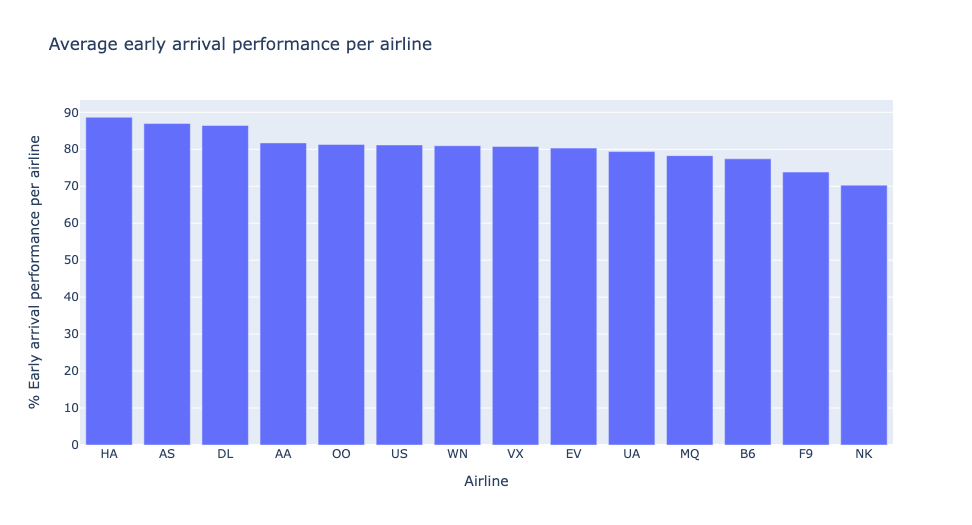 Average early arrival performance per airline
% Early arrival performance per airline
90
80
70
60
50
40
30
20
10
0
HA AS DL AA OO US WN VX EV UA MQ B6 F9 NK
Airline